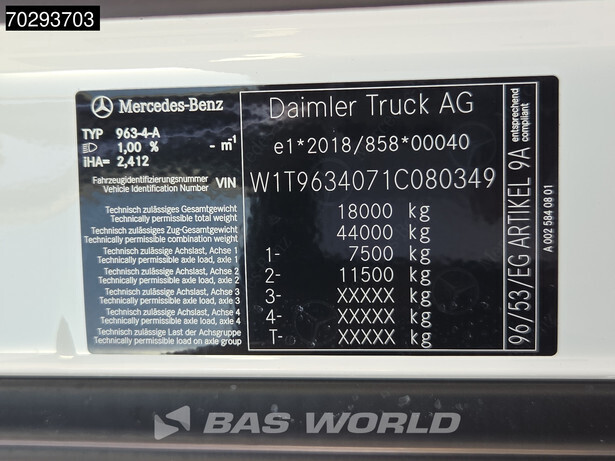 70293703
Mercedes-Benz
Daimler Truck AG
TYP 963-4-A
1,00 % - m⁻¹
iHA= 2,412
e1*2018/858*00040
Fahrzeugidentifizierungsnummer
Vehicle Identification Number VIN
W1T9634071C080349
Technisch zulässiges Gesamtgewicht
Technically permissible total weight
18000 kg
Technisch zulässiges Zug-Gesamtgewicht
Technically permissible combination weight
44000 kg
Technisch zulässige Achslast, Achse 1
Technically permissible axle load, axle 1
1- 7500 kg
Technisch zulässige Achslast, Achse 2
Technically permissible axle load, axle 2
2- 11500 kg
Technisch zulässige Achslast, Achse 3
Technically permissible axle load, axle 3
3- XXXXX kg
Technisch zulässige Achslast, Achse 4
Technically permissible axle load, axle 4
4- XXXXX kg
Technisch zulässige Last der Achsgruppe
Technically permissible load on axle group
T- XXXXX kg
96/53/EG ARTIKEL 9A entsprechend
compliant
A 002 584 08 01
BAS WORLD